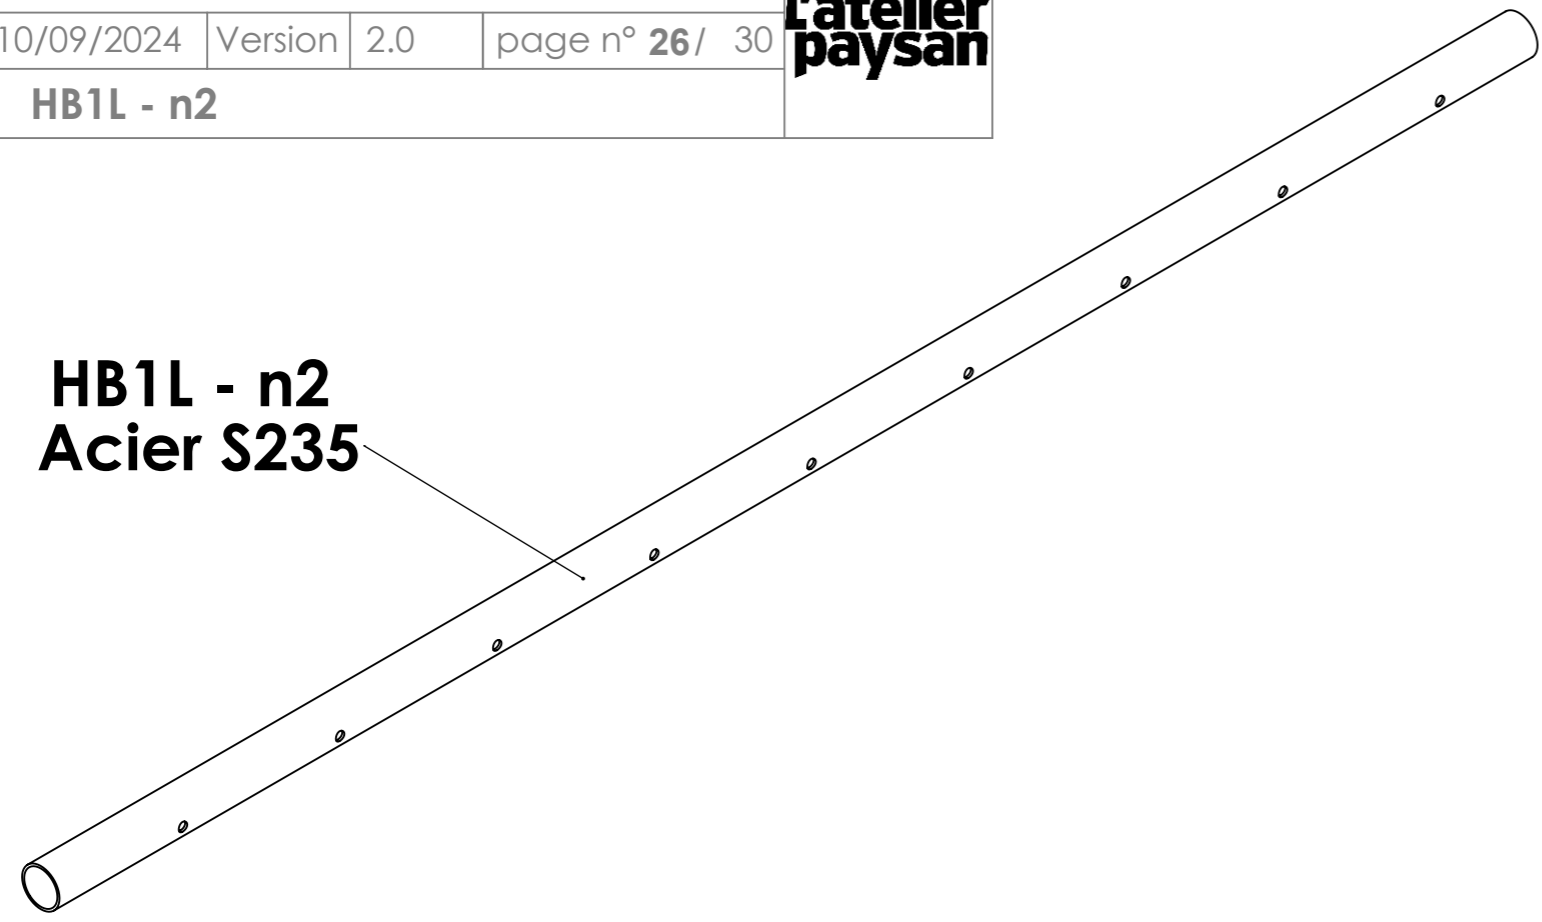 10/09/2024 Version 2.0 page n° 26/ 30
L'atelier
paysan
HB1L - n2
HB1L - n2
Acier S235